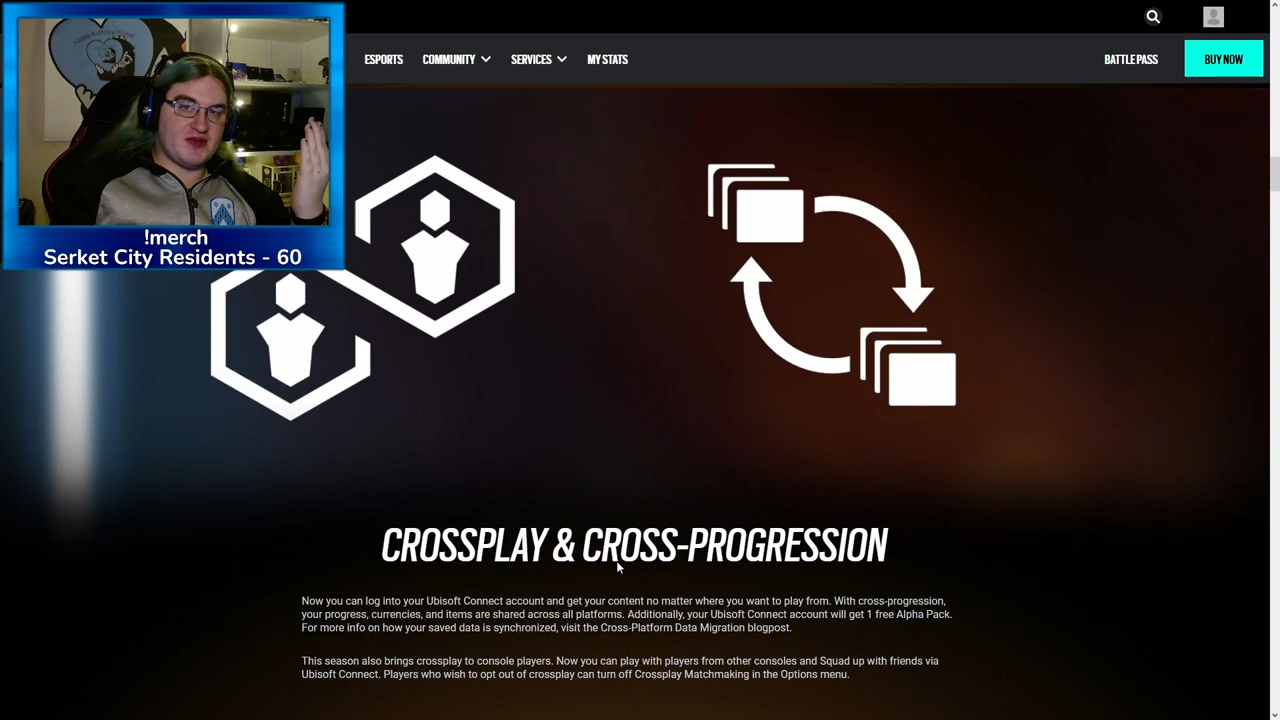 ESPORTS COMMUNITY SERVICES MY STATS BATTLE PASS BUY NOW
!merch
Serket City Residents - 60
CROSSPLAY & CROSS-PROGRESSION
Now you can log into your Ubisoft Connect account and get your content no matter where you want to play from. With cross-progression,
your progress, currencies, and items are shared across all platforms. Additionally, your Ubisoft Connect account will get 1 free Alpha Pack.
For more info on how your saved data is synchronized, visit the Cross-Platform Data Migration blogpost.
This season also brings crossplay to console players. Now you can play with players from other consoles and Squad up with friends via
Ubisoft Connect. Players who wish to opt out of crossplay can turn off Crossplay Matchmaking in the Options menu.